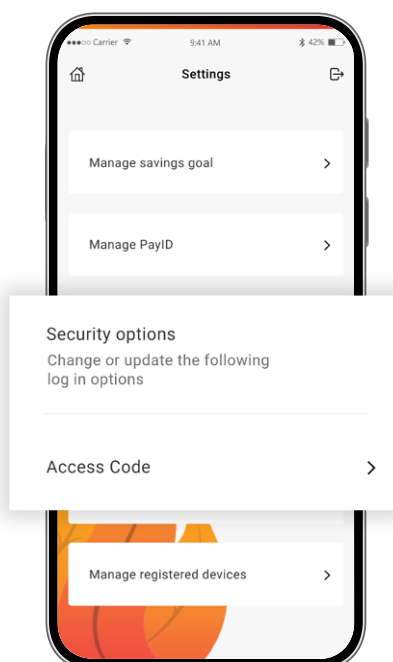 Carrier 9:41 AM 42%
Settings
Manage savings goal
Manage PayID
Security options
Change or update the following
log in options
Access Code
Manage registered devices